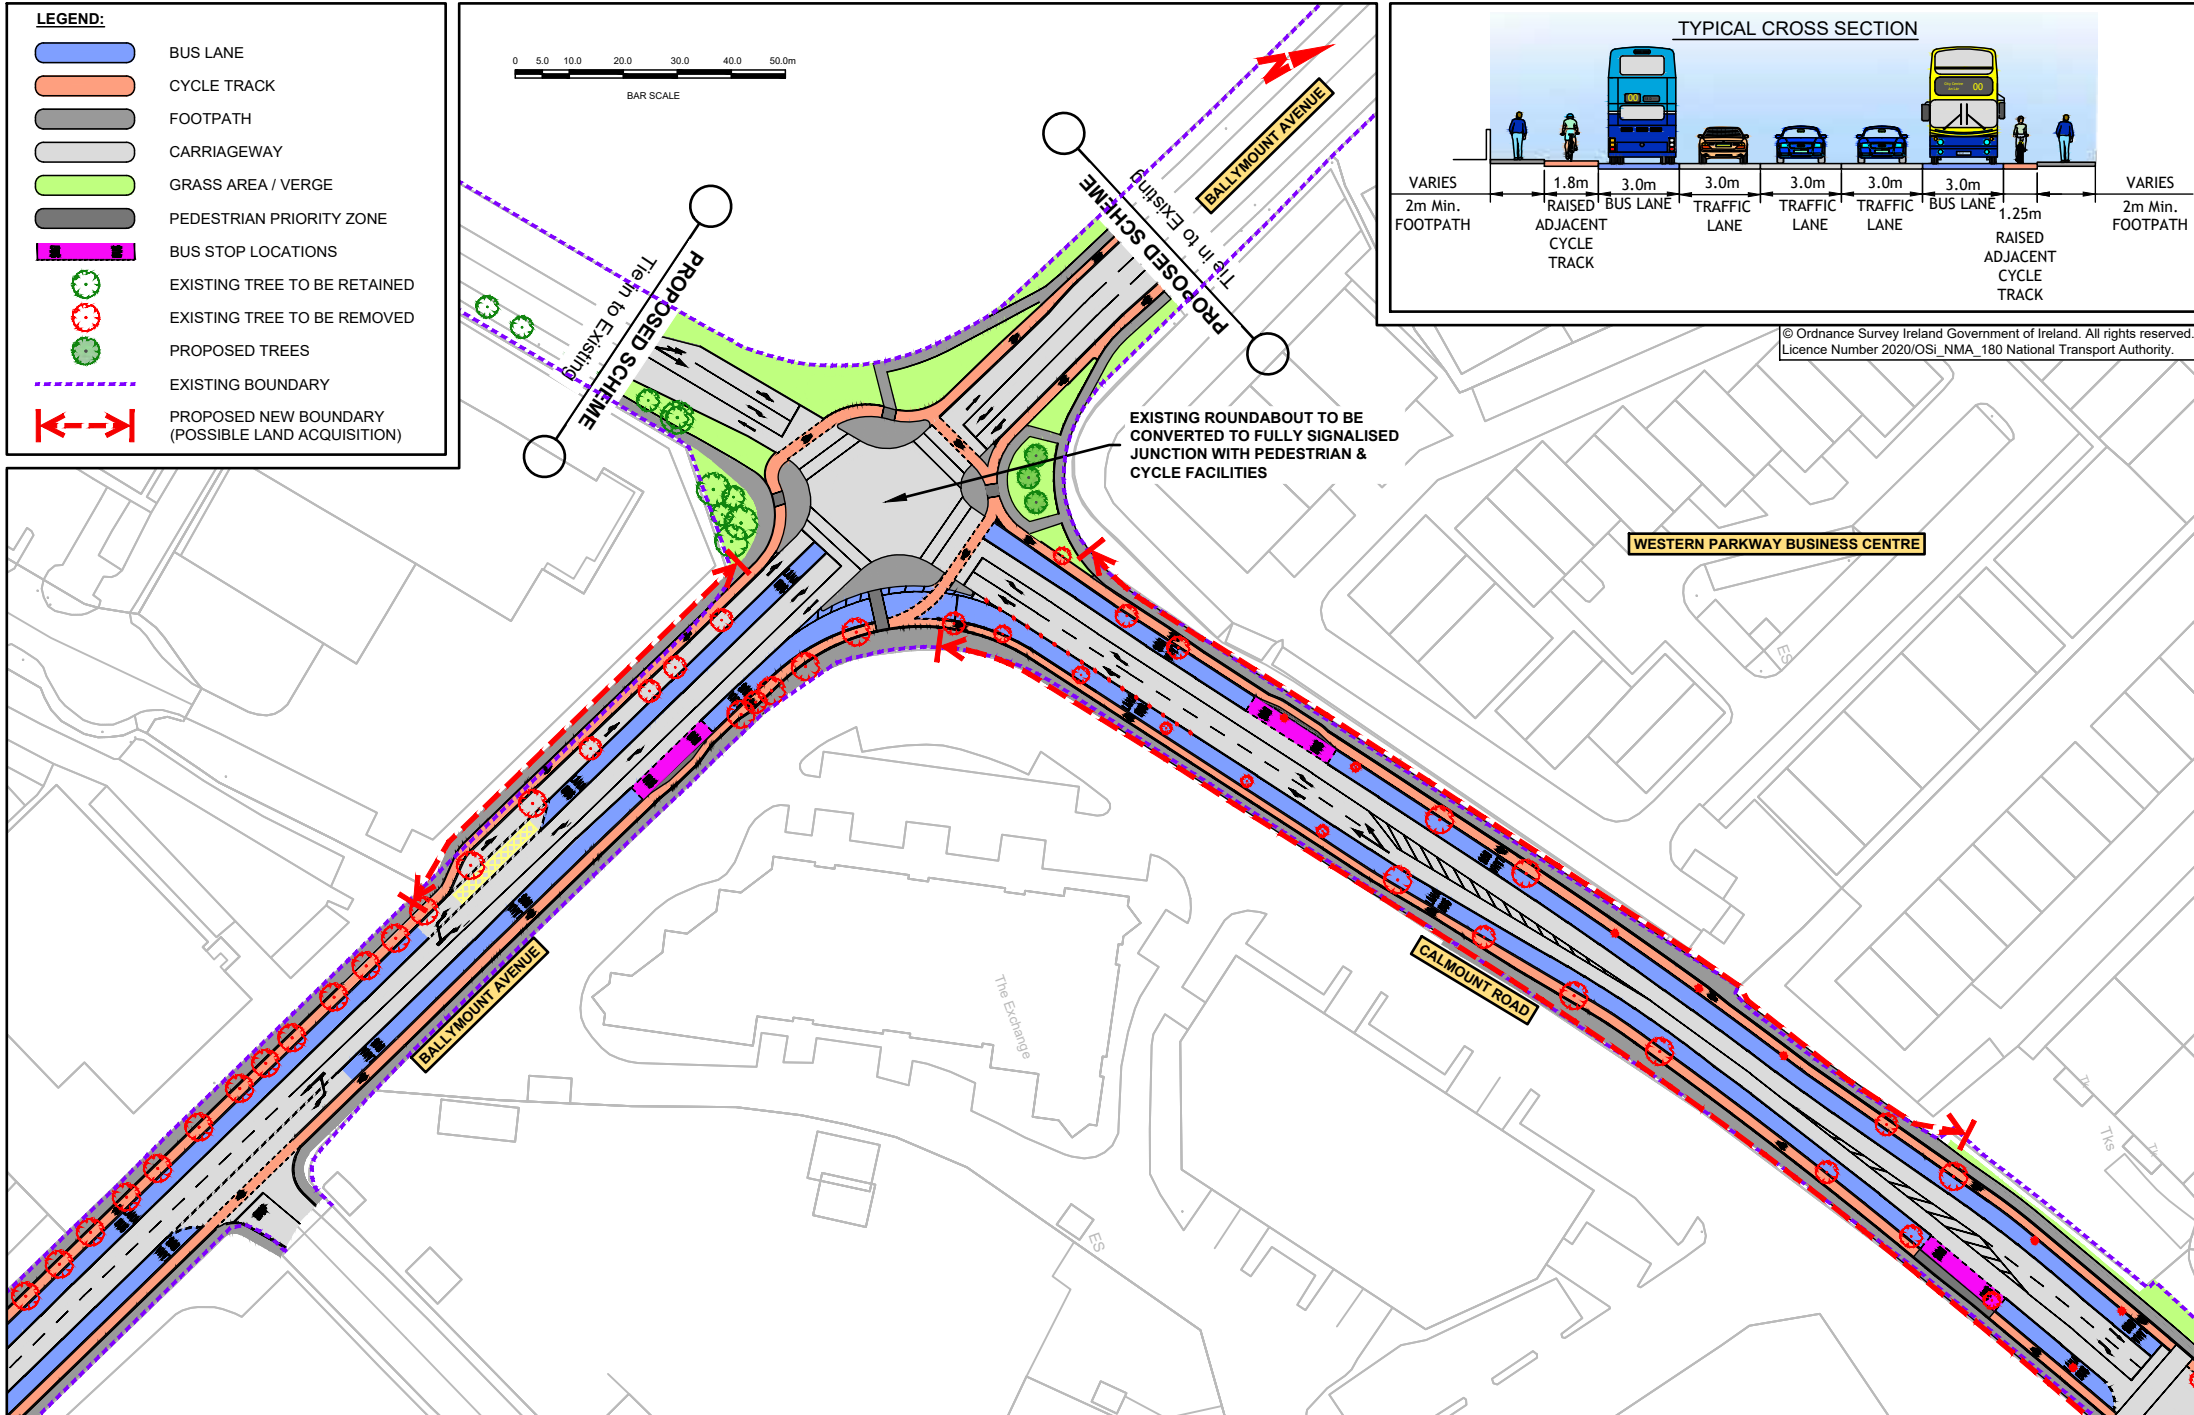 LEGEND:
BUS LANE
CYCLE TRACK
FOOTPATH
CARRIAGEWAY
GRASS AREA / VERGE
PEDESTRIAN PRIORITY ZONE
BUS STOP LOCATIONS
EXISTING TREE TO BE RETAINED
EXISTING TREE TO BE REMOVED
PROPOSED TREES
EXISTING BOUNDARY
PROPOSED NEW BOUNDARY
(POSSIBLE LAND ACQUISITION)
0 5.0 10.0 20.0 30.0 40.0 50.0m
BAR SCALE
N
TYPICAL CROSS SECTION
00
00
VARIES
2m Min.
FOOTPATH
1.8m
RAISED
ADJACENT
CYCLE
TRACK
3.0m
BUS LANE
3.0m
TRAFFIC
LANE
3.0m
TRAFFIC
LANE
3.0m
TRAFFIC
LANE
3.0m
BUS LANE
1.25m
RAISED
ADJACENT
CYCLE
TRACK
VARIES
2m Min.
FOOTPATH
© Ordnance Survey Ireland Government of Ireland. All rights reserved.
Licence Number 2020/OSi_NMA_180 National Transport Authority.
BALLYMOUNT AVENUE
PROPOSED SCHEME
Tie in to Existing
PROPOSED SCHEME
Tie in to Existing
EXISTING ROUNDABOUT TO BE
CONVERTED TO FULLY SIGNALISED
JUNCTION WITH PEDESTRIAN &
CYCLE FACILITIES
WESTERN PARKWAY BUSINESS CENTRE
ES
BALLYMOUNT AVENUE
The Exchange
CALMOUNT ROAD
ES
Tks